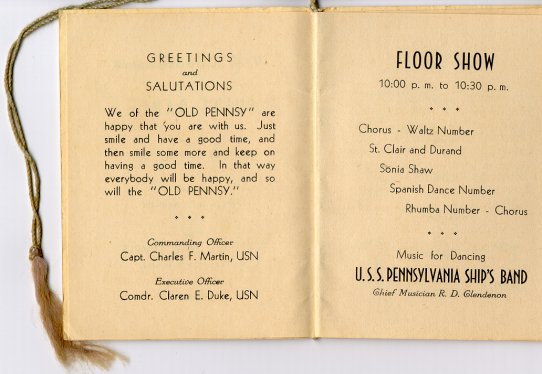 GREETINGS
and
SALUTATIONS
We of the "OLD PENNSY" are
happy that you are with us. Just
smile and have a good time, and
then smile some more and keep on
having a good time. In that way
everybody will be happy, and so
will the "OLD PENNSY."
* * *
Commanding Officer
Capt. Charles F. Martin, USN
Executive Officer
Comdr. Claren E. Duke, USN
FLOOR SHOW
10:00 p. m. to 10:30 p. m.
* * *
Chorus - Waltz Number
St. Clair and Durand
Sonia Shaw
Spanish Dance Number
Rhumba Number - Chorus
* * *
Music for Dancing
U.S.S. PENNSYLVANIA SHIP'S BAND
Chief Musician R. D. Glendenon